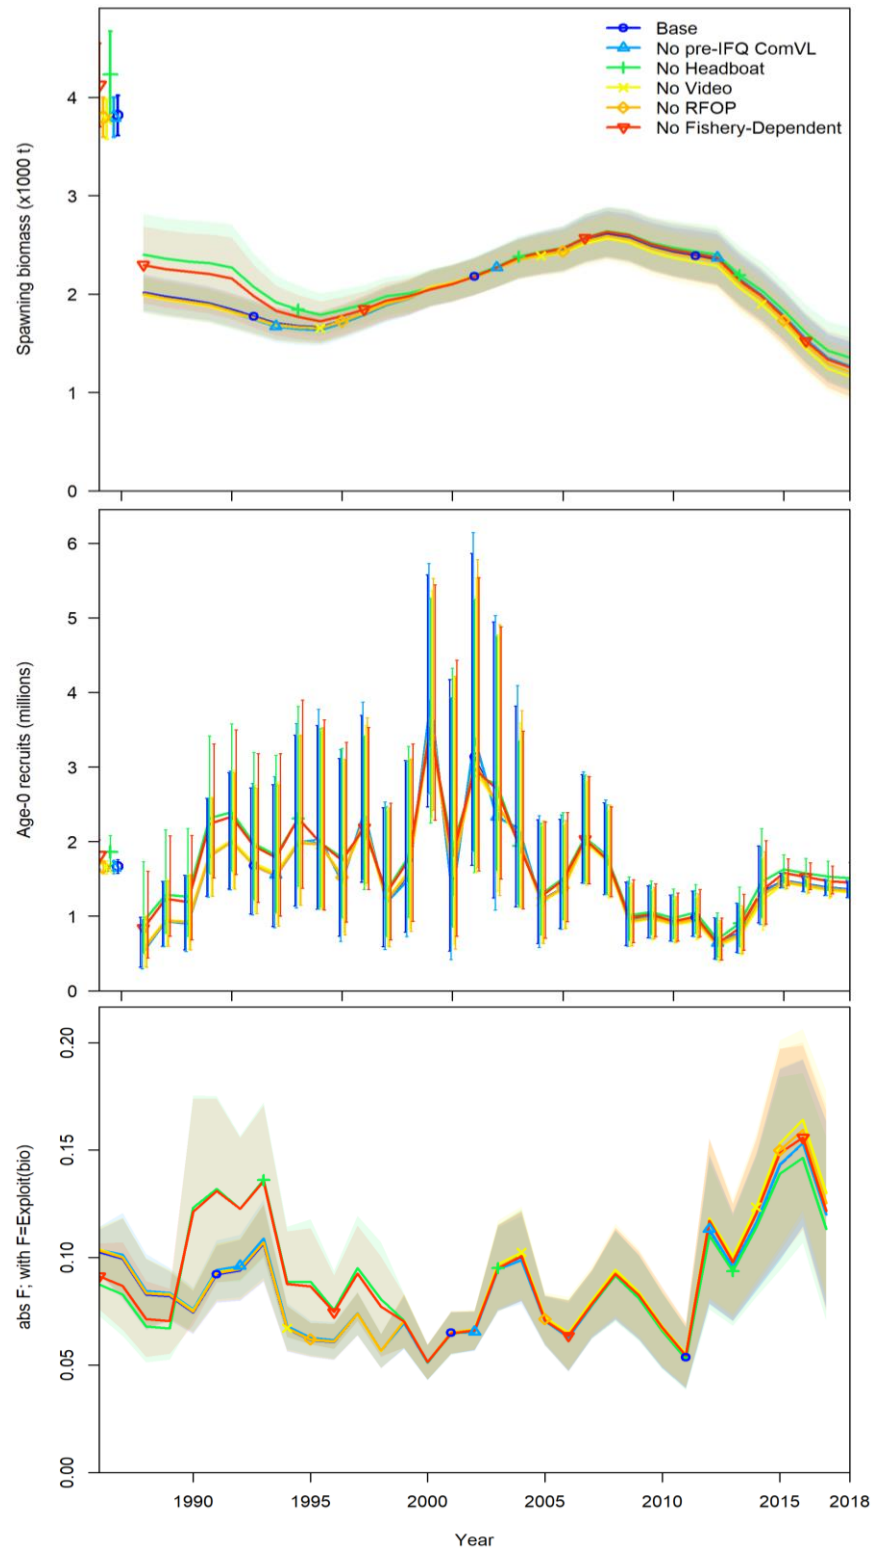 Base
No pre-IFQ ComVL
No Headboat
No Video
No RFOP
No Fishery-Dependent
Spawning biomass (x1000 t)
4
3
2
1
0
Age-0 recruits (millions)
6
5
4
3
2
1
0
abs F; with F=Exploit(bio)
0.20
0.15
0.10
0.05
0.00
1990 1995 2000 2005 2010 2015 2018
Year